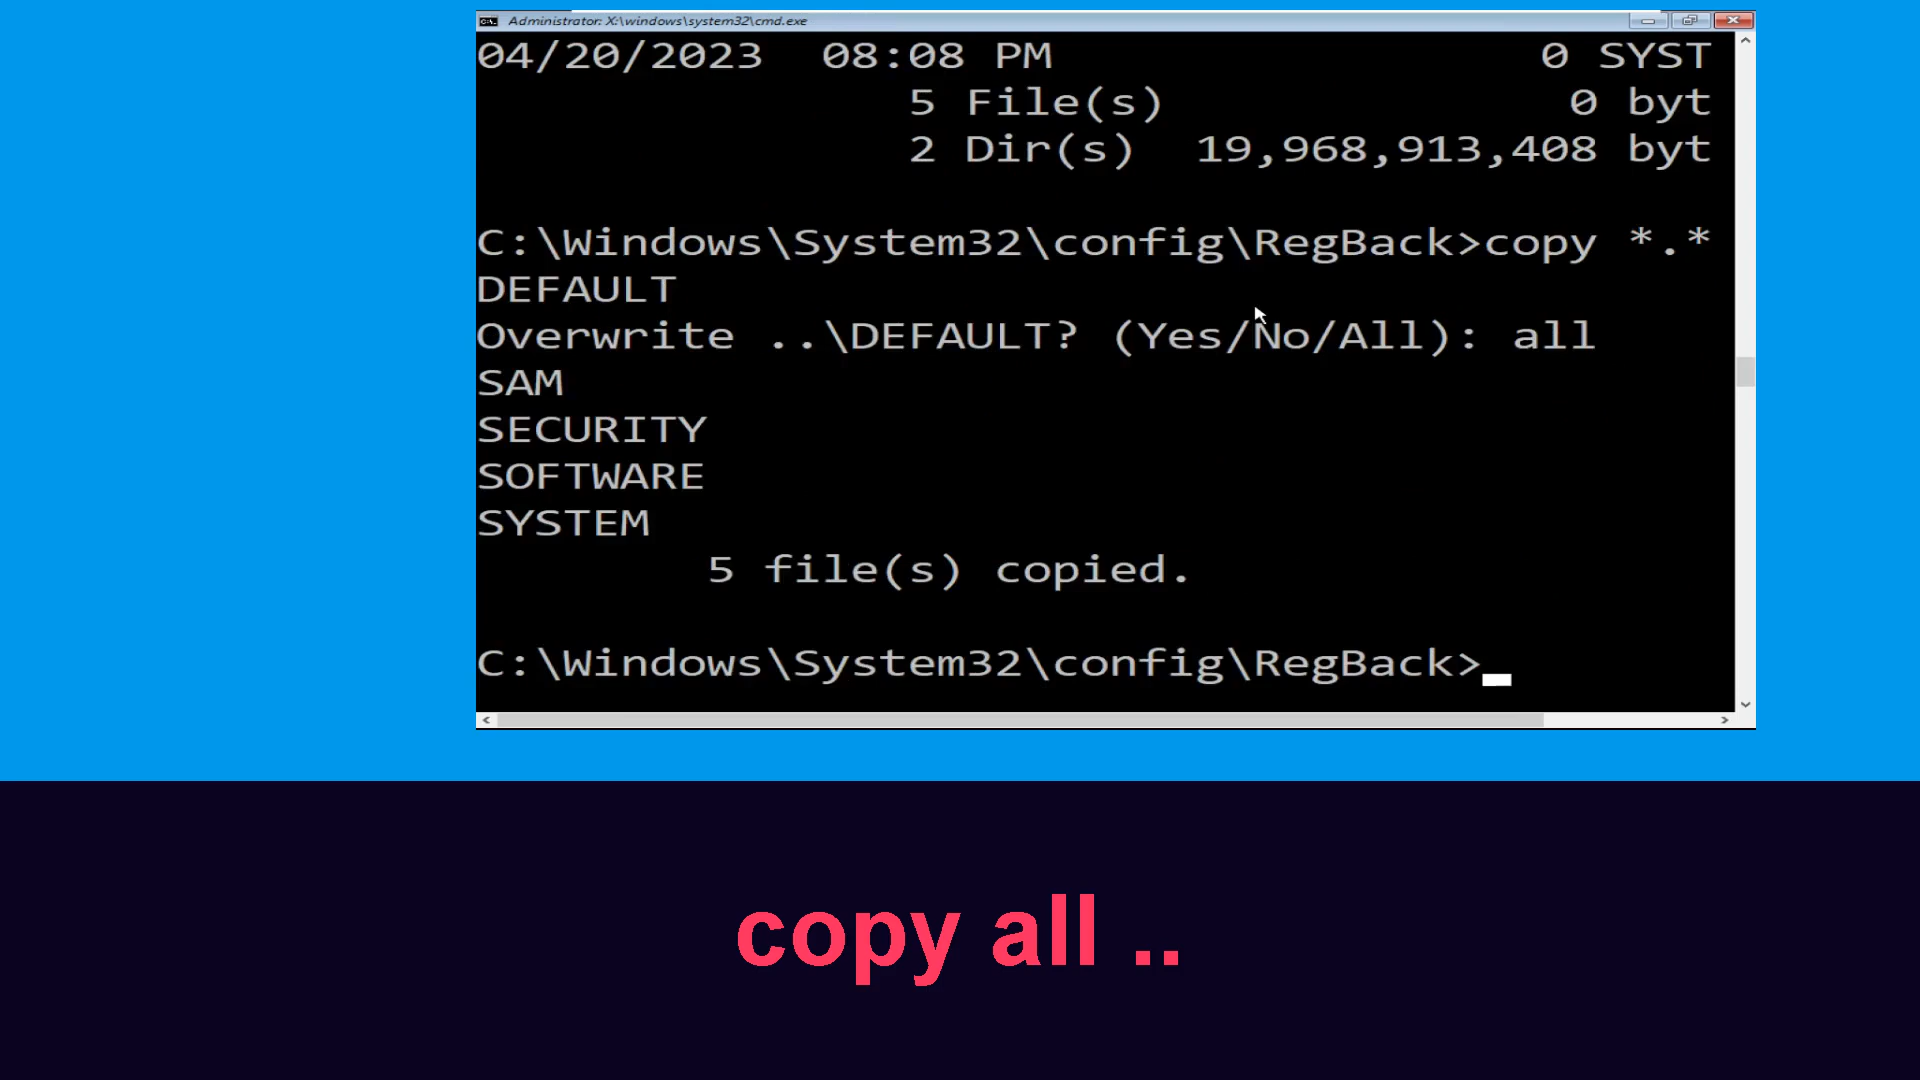 Administrator: X:\windows\system32\cmd.exe
04/20/2023  08:08 PM                 0 SYST
               5 File(s)              0 byt
               2 Dir(s)  19,968,913,408 byt
C:\Windows\System32\config\RegBack>copy *.*
DEFAULT
Overwrite ..\DEFAULT? (Yes/No/All): all
SAM
SECURITY
SOFTWARE
SYSTEM
        5 file(s) copied.
C:\Windows\System32\config\RegBack>
copy all ..